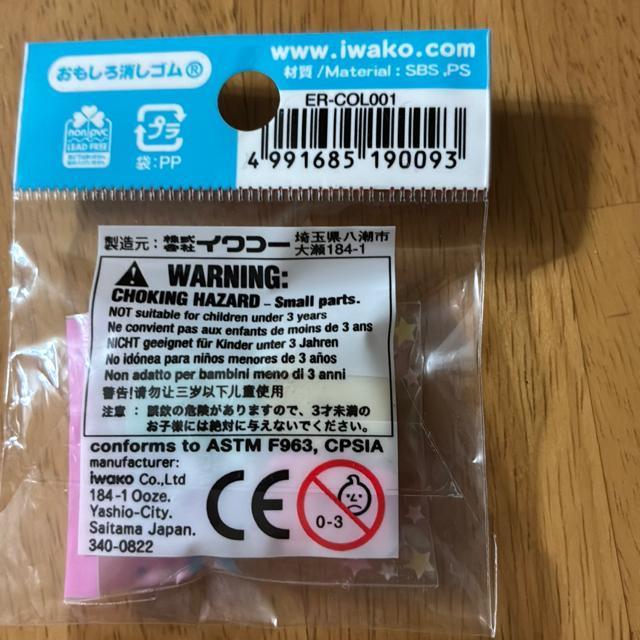 おもしろ消しゴム®
www.iwako.com
材質/Material : SBS ,PS
ER-COL001
4 991685 190093
non pvc
LEAD FREE
プラ
袋:PP
製造元: 株式会社イワコー 埼玉県八潮市大瀬184-1
WARNING:
CHOKING HAZARD – Small parts.
NOT suitable for children under 3 years
Ne convient pas aux enfants de moins de 3 ans
NICHT geeignet für Kinder unter 3 Jahren
No idónea para niños menores de 3 años
Non adatto per bambini meno di 3 anni
警告!请勿让三岁以下儿童使用
注意 : 誤飲の危険がありますので、3才未満の
お子様には絶対に与えないでください。
conforms to ASTM F963, CPSIA
manufacturer:
iwako Co.,Ltd
184-1 Ooze.
Yashio-City.
Saitama Japan.
340-0822
CE
0-3